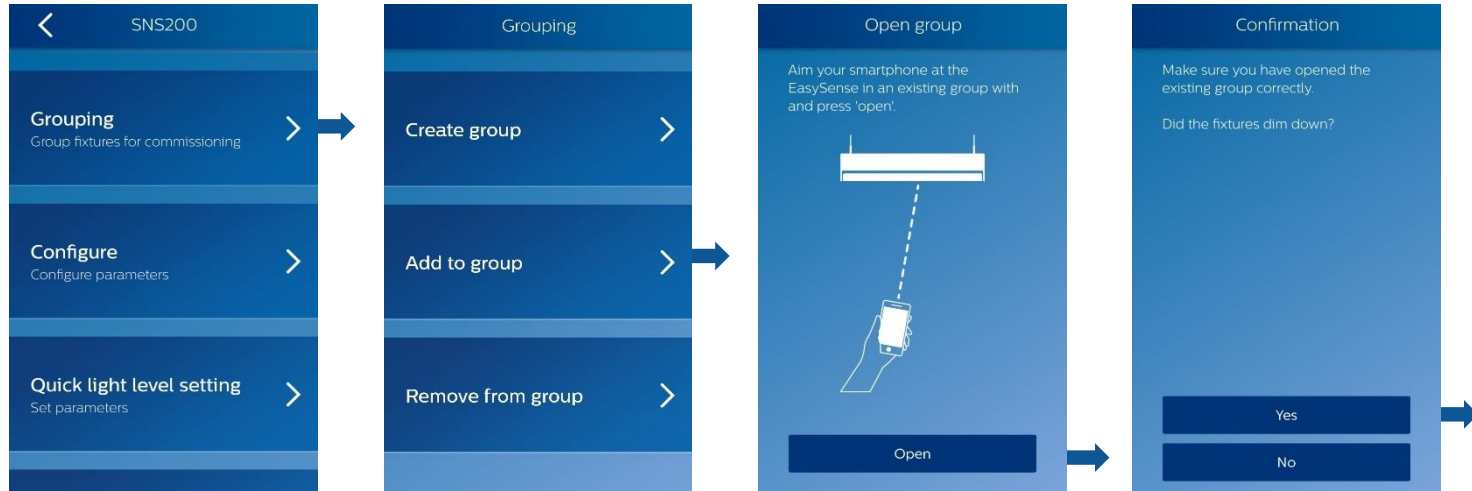 SNS200
Grouping
Group fixtures for commissioning
Configure
Configure parameters
Quick light level setting
Set parameters
Grouping
Create group
Add to group
Remove from group
Open group
Aim your smartphone at the
EasySense in an existing group with
and press 'open'.
Open
Confirmation
Make sure you have opened the
existing group correctly.
Did the fixtures dim down?
Yes
No